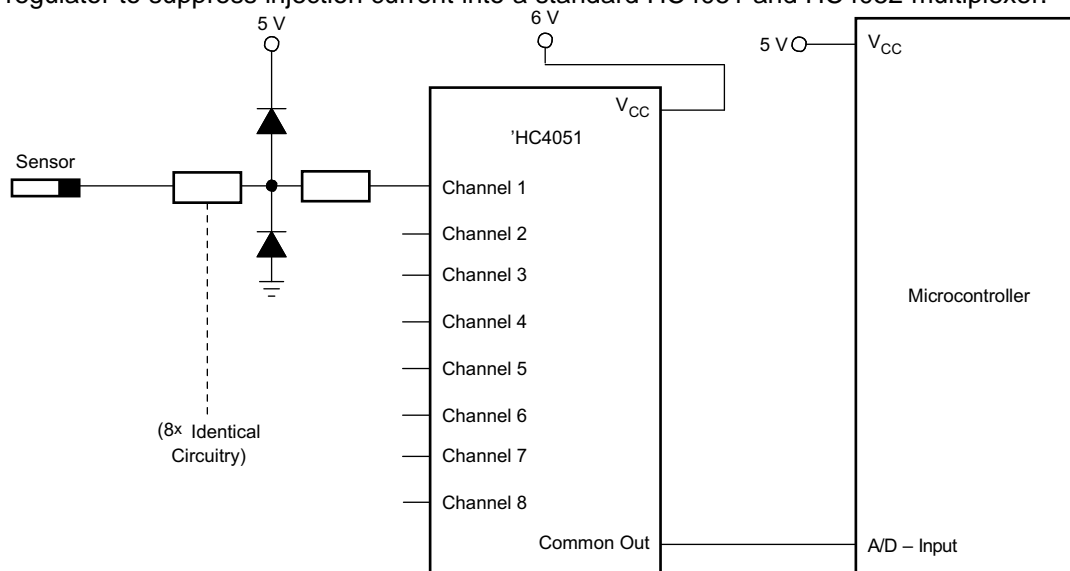 regulator to suppress injection current into a standard HC4051 and HC4052 multiplexer.
5 V
6 V
5 V
VCC
VCC
'HC4051
Sensor
Channel 1
Channel 2
Channel 3
Channel 4
Channel 5
Channel 6
Channel 7
Channel 8
Microcontroller
(8x Identical
Circuitry)
Common Out
A/D – Input